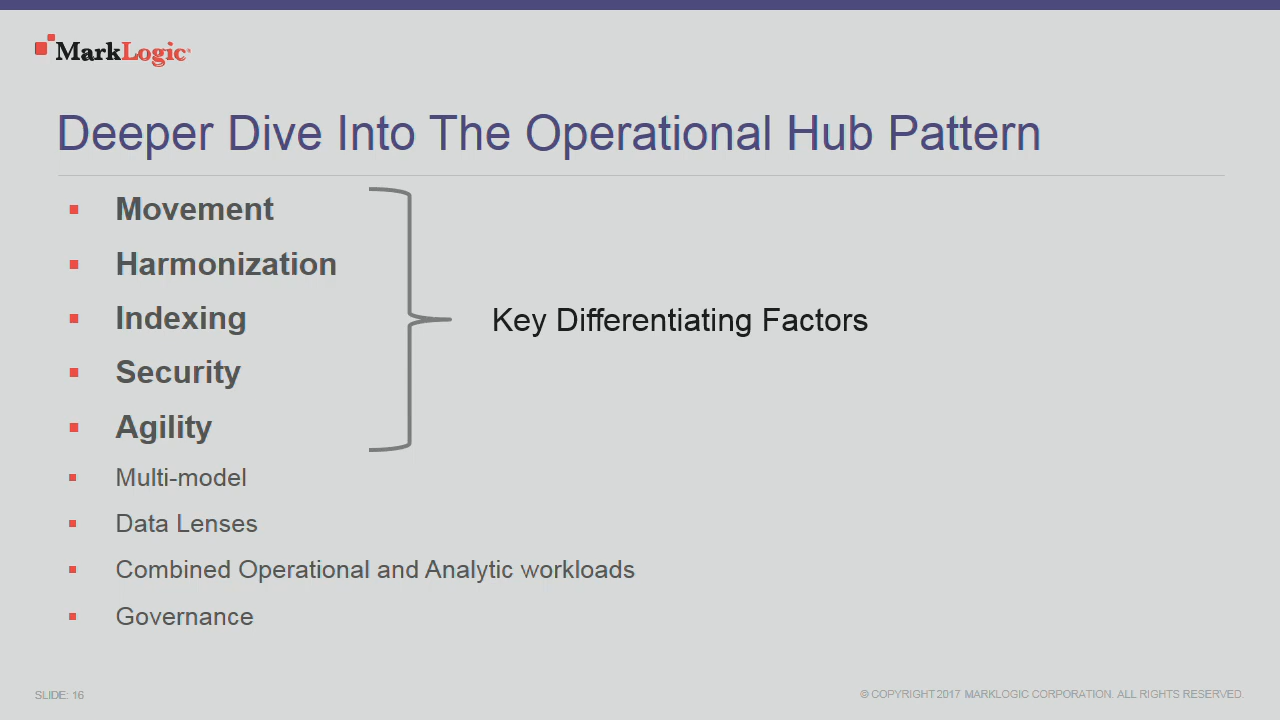 MarkLogic
Deeper Dive Into The Operational Hub Pattern
Movement
Harmonization
Indexing
Security
Agility
Key Differentiating Factors
Multi-model
Data Lenses
Combined Operational and Analytic workloads
Governance
SLIDE: 16
© COPYRIGHT 2017 MARKLOGIC CORPORATION. ALL RIGHTS RESERVED.